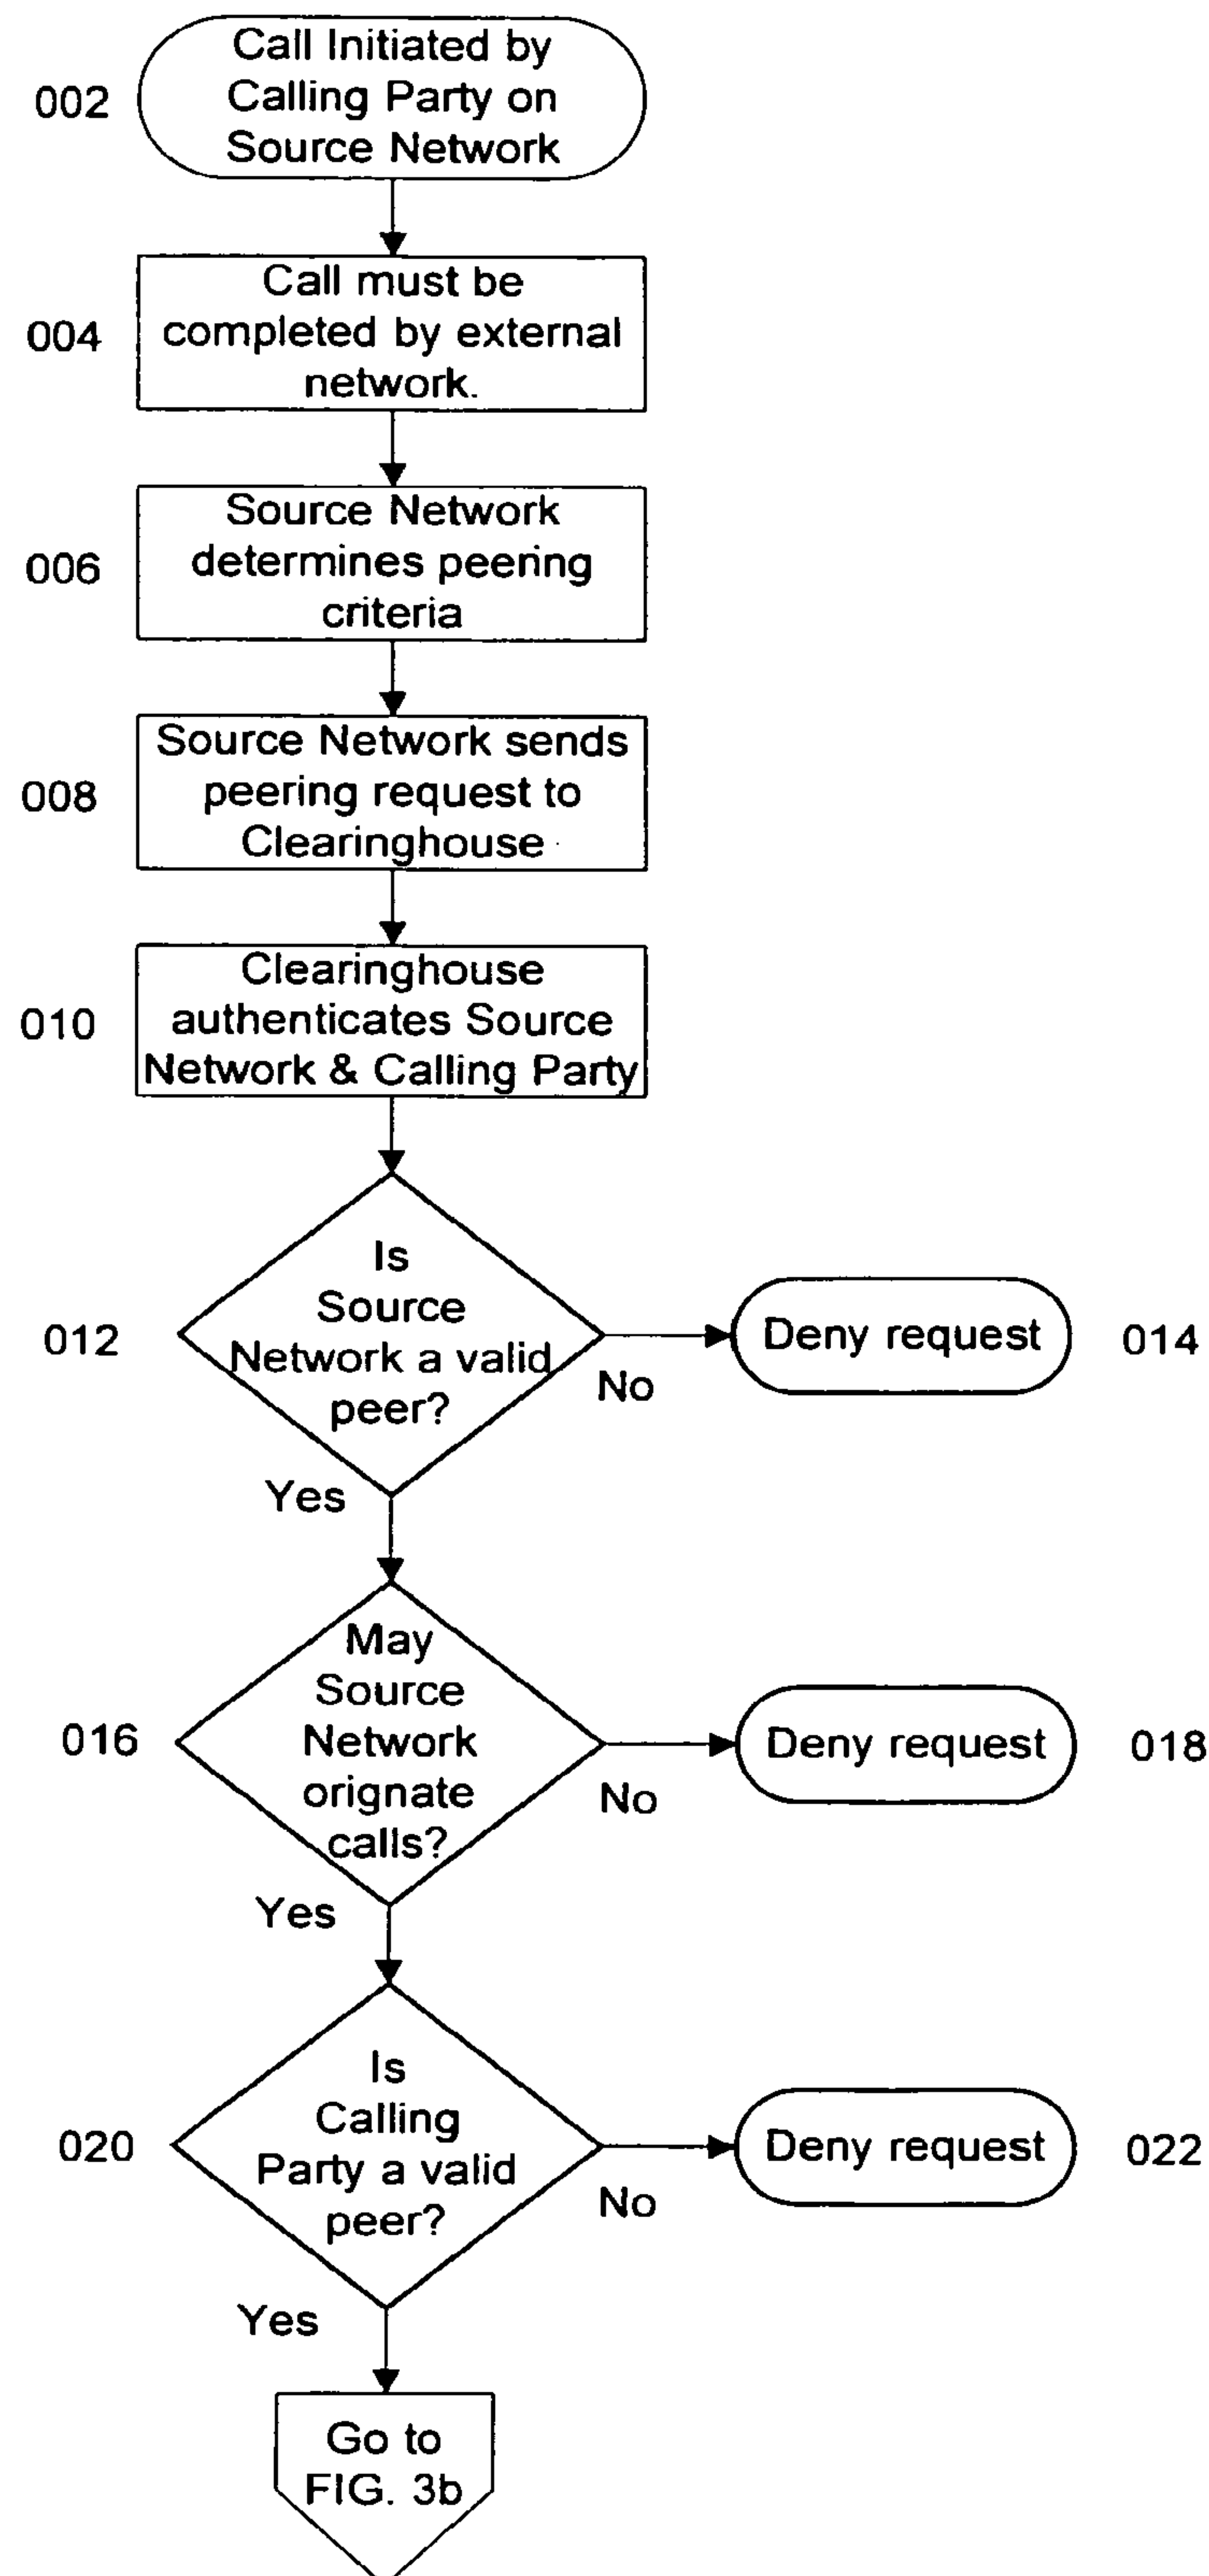 002
Call Initiated by
Calling Party on
Source Network
004
Call must be
completed by external
network.
006
Source Network
determines peering
criteria
008
Source Network sends
peering request to
Clearinghouse
010
Clearinghouse
authenticates Source
Network & Calling Party
012
Is
Source
Network a valid
peer?
No
Deny request
014
Yes
016
May
Source
Network
orignate
calls?
No
Deny request
018
Yes
020
Is
Calling
Party a valid
peer?
No
Deny request
022
Yes
Go to
FIG. 3b